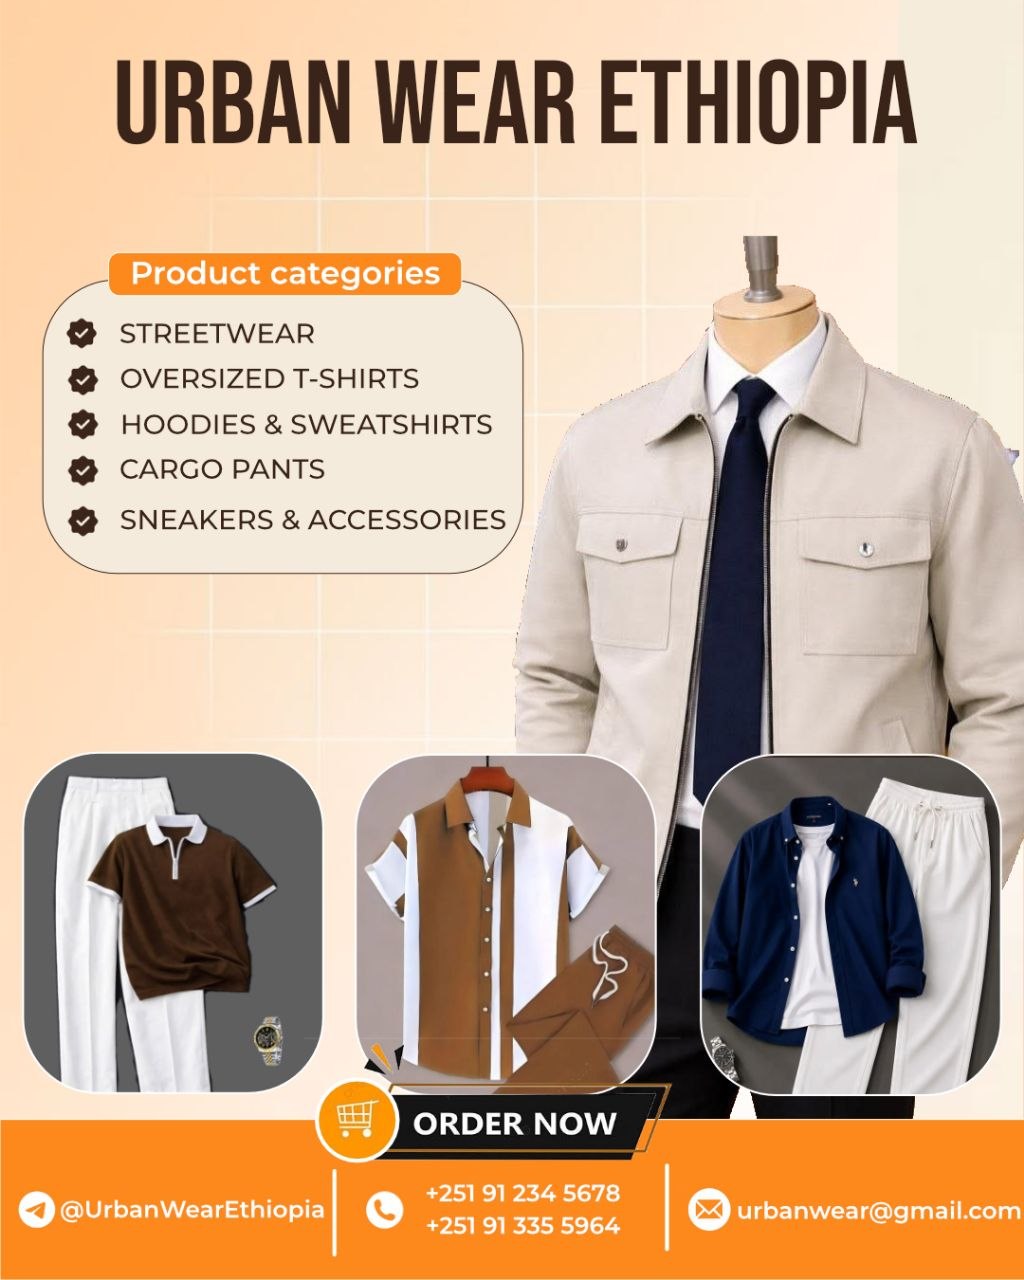 URBAN WEAR ETHIOPIA
Product categories
STREETWEAR
OVERSIZED T-SHIRTS
HOODIES & SWEATSHIRTS
CARGO PANTS
SNEAKERS & ACCESSORIES
ORDER NOW
@UrbanWearEthiopia
+251 91 234 5678
+251 91 335 5964
urbanwear@gmail.com